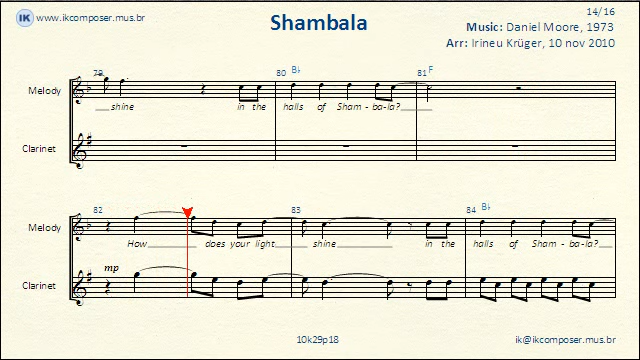 IK www.ikcomposer.mus.br
Shambala
14/16
Music: Daniel Moore, 1973
Arr: Irineu Krüger, 10 nov 2010
79 80 B♭ 81 F
Melody
shine in the halls of Sham - ba-la?
Clarinet
82 83 84 B♭
Melody
How does your light shine in the halls of Sham - ba-la?
mp
Clarinet
10k29p18
ik@ikcomposer.mus.br